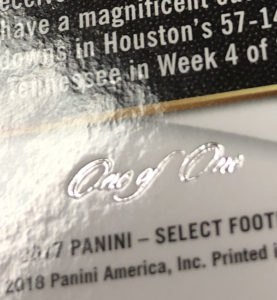 have a magnificent
downs in Houston's 57-14
Tennessee in Week 4 of
One of One
2017 PANINI – SELECT FOOT
2018 Panini America, Inc. Printed i